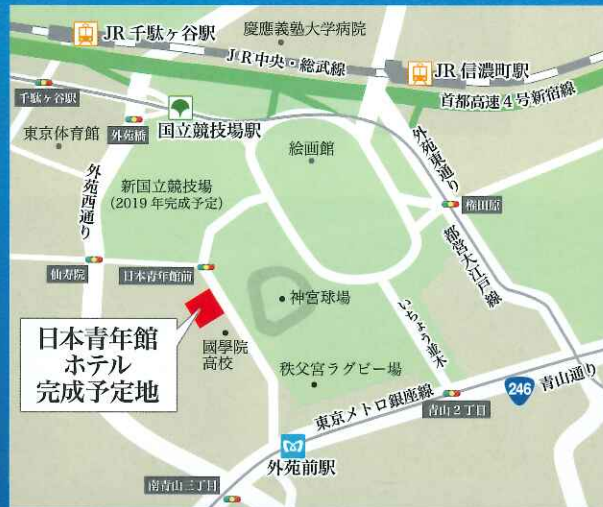 JR 千駄ヶ谷駅
慶應義塾大学病院
JR中央・総武線
JR 信濃町駅
首都高速4号新宿線
千駄ヶ谷駅
国立競技場駅
東京体育館
外苑橋
絵画館
外苑東通り
新国立競技場
(2019年完成予定)
外苑西通り
権田原
都営大江戸線
仙寿院
日本青年館前
神宮球場
いちょう並木
日本青年館
ホテル
完成予定地
國學院
高校
秩父宮ラグビー場
246 青山通り
東京メトロ銀座線
青山2丁目
外苑前駅
南青山三丁目